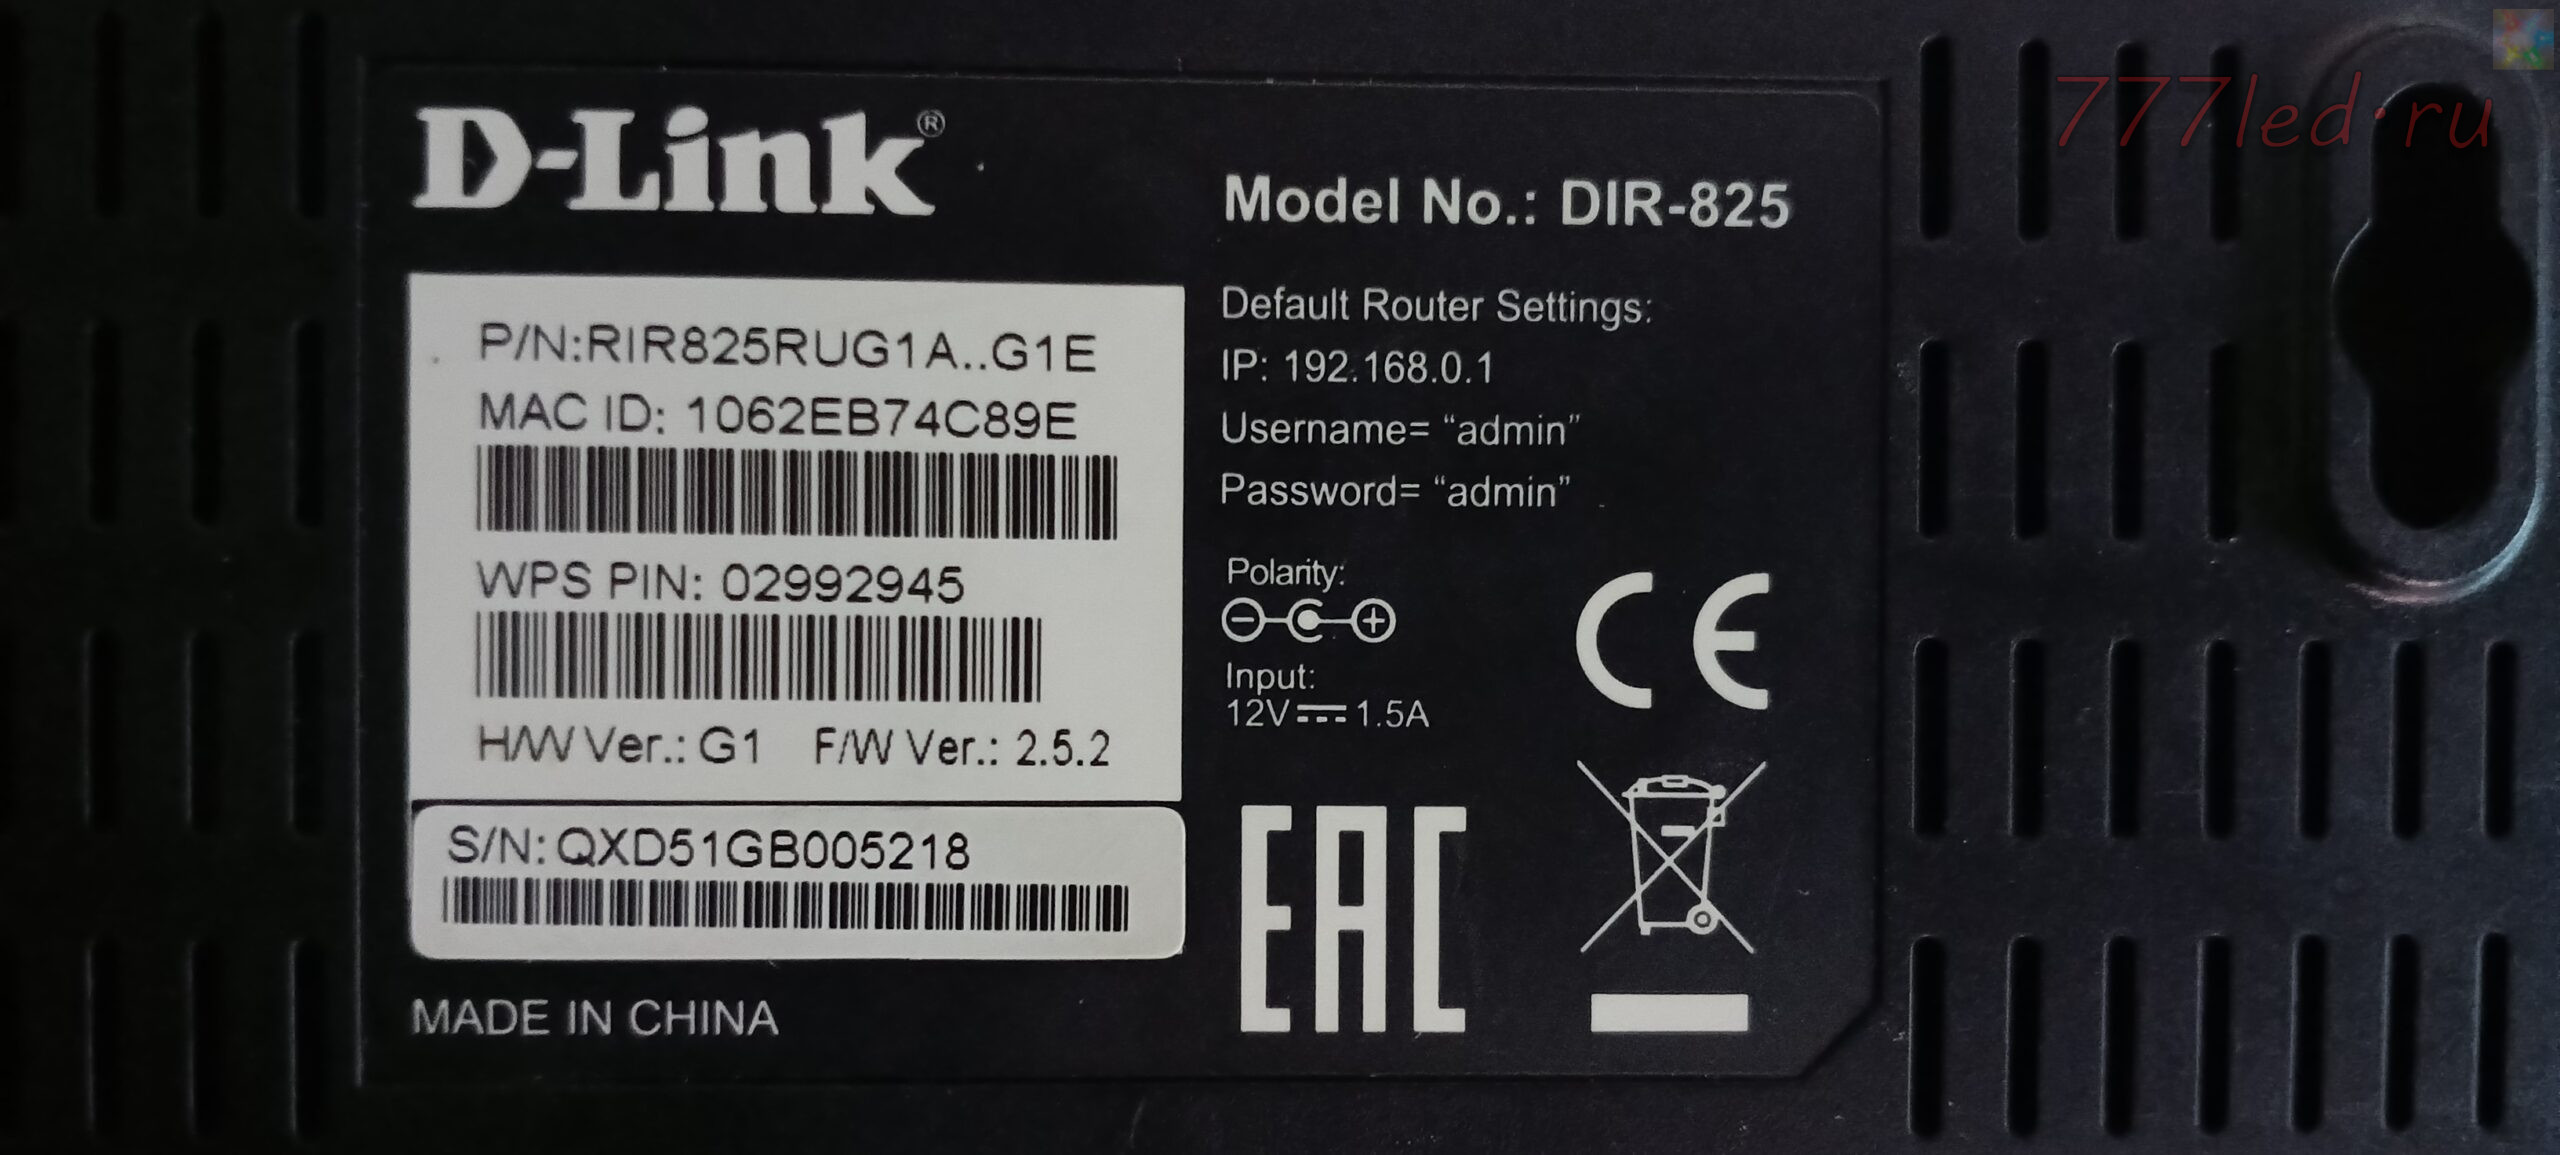 777led.ru
D-Link®
Model No.: DIR-825
P/N:RIR825RUG1A..G1E
MAC ID: 1062EB74C89E
WPS PIN: 02992945
H/W Ver.: G1 F/W Ver.: 2.5.2
S/N: QXD51GB005218
MADE IN CHINA
Default Router Settings:
IP: 192.168.0.1
Username= “admin”
Password= “admin”
Polarity:
Input:
12V⎓1.5A
CE
EAC